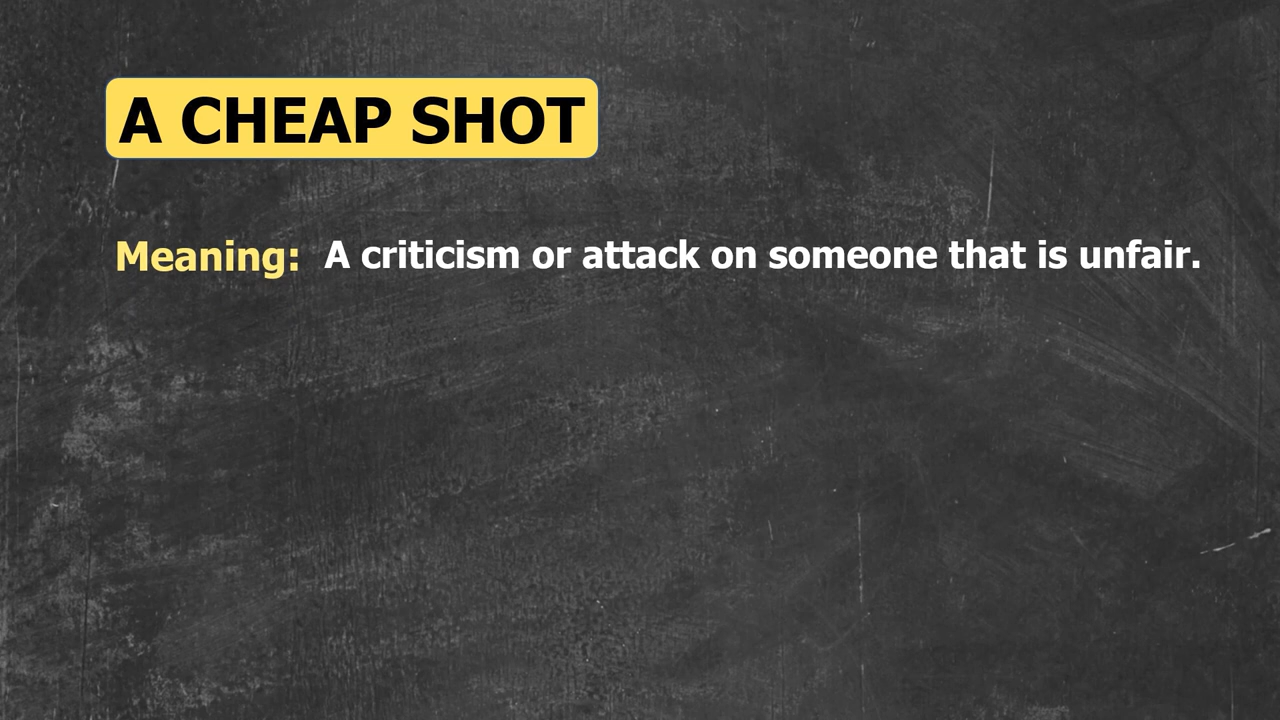 A CHEAP SHOT
Meaning: A criticism or attack on someone that is unfair.